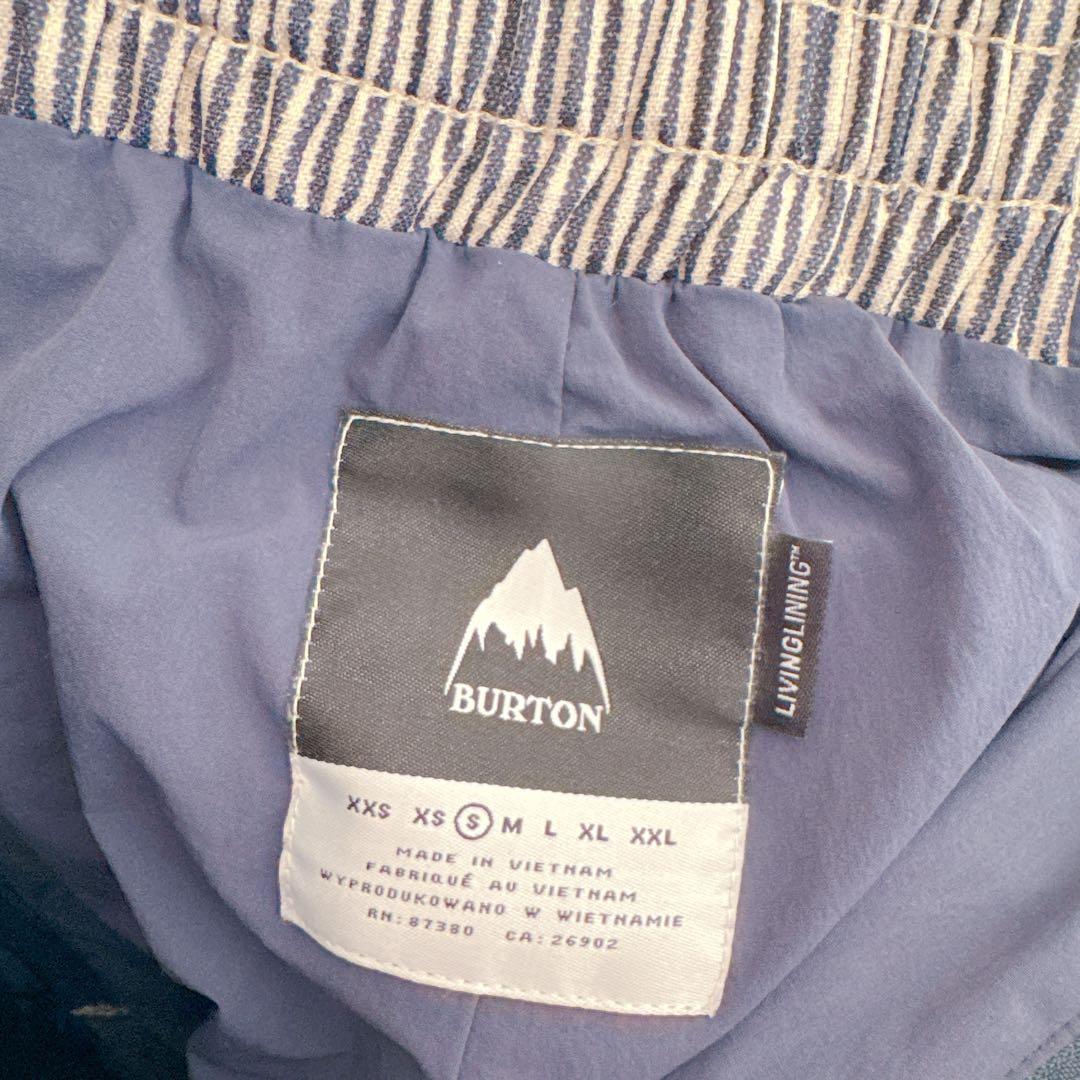 BURTON
LIVINGLINING™
XXS XS S M L XL XXL
MADE IN VIETNAM
FABRIQUÉ AU VIETNAM
WYPRODUKOWANO W WIETNAMIE
RN: 87380 CA: 26902